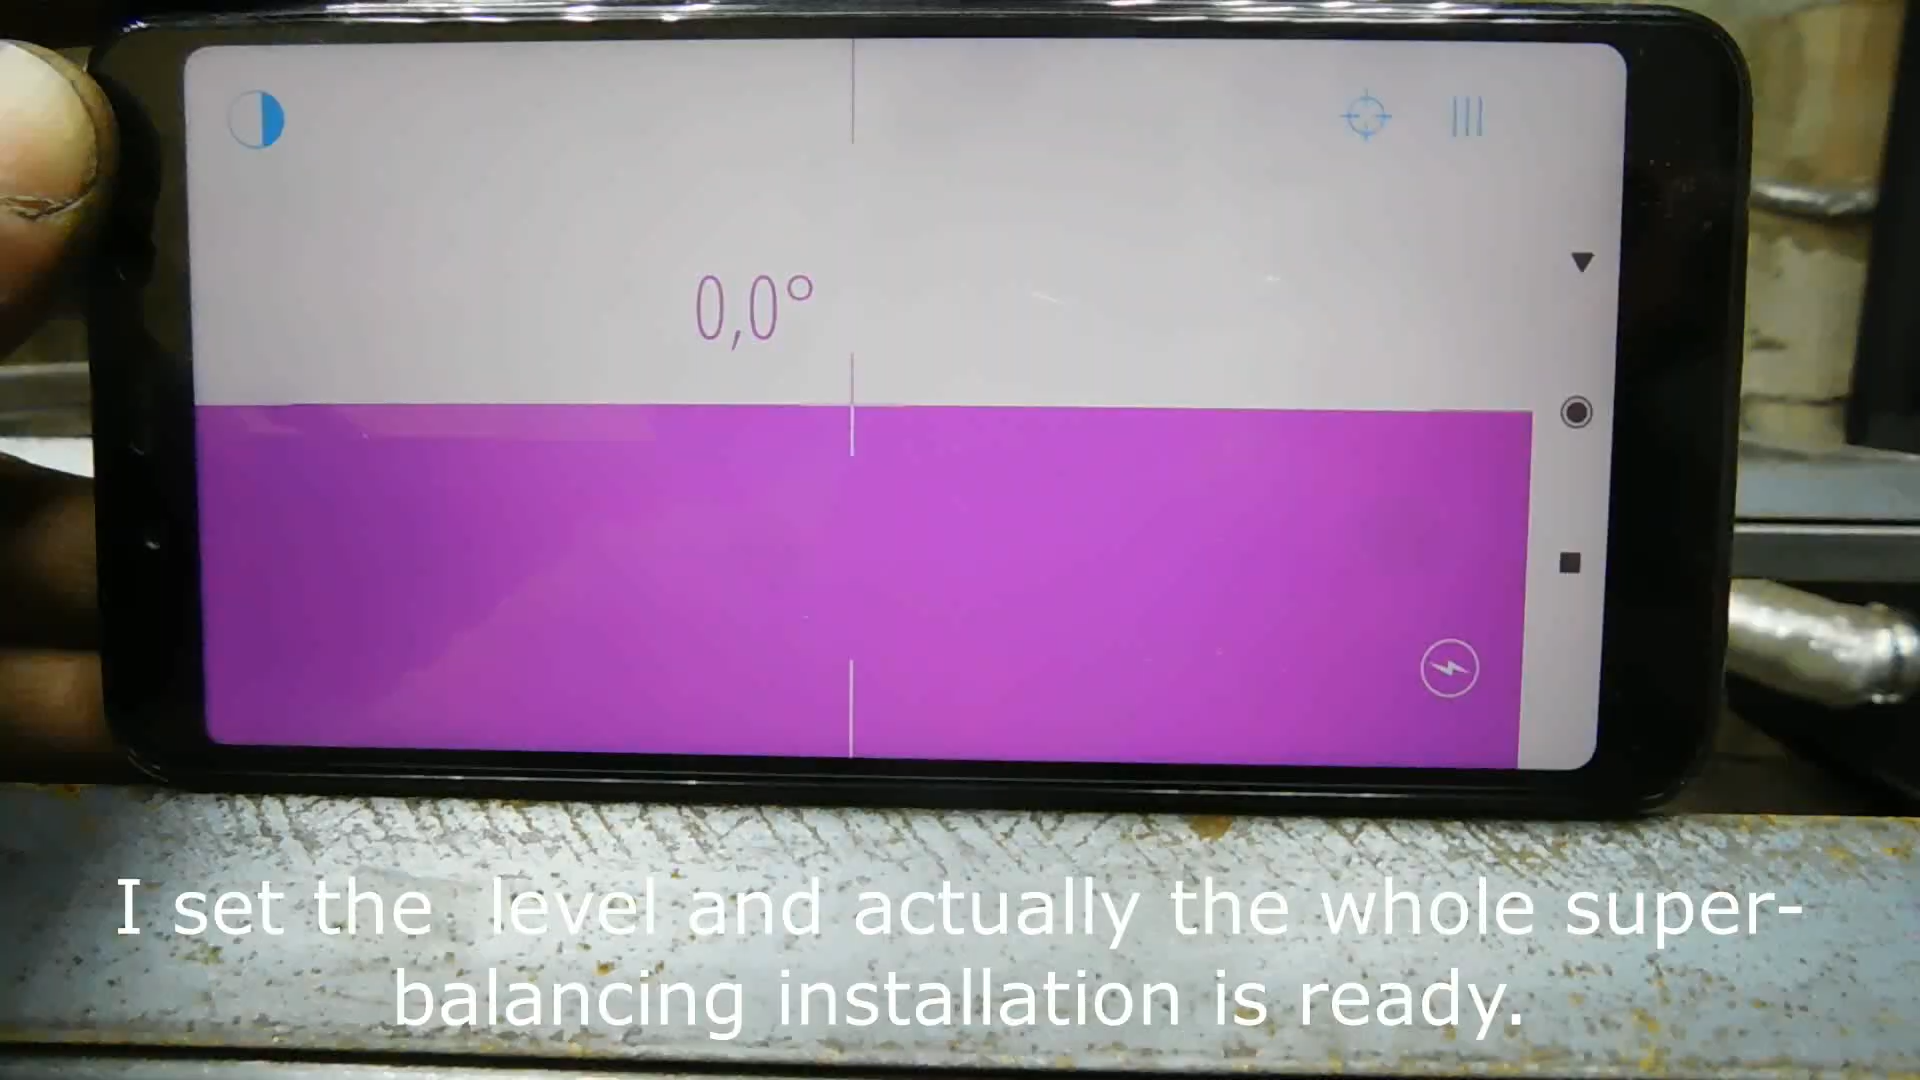 0,0°
I set the  level and actually the whole super-
balancing installation is ready.